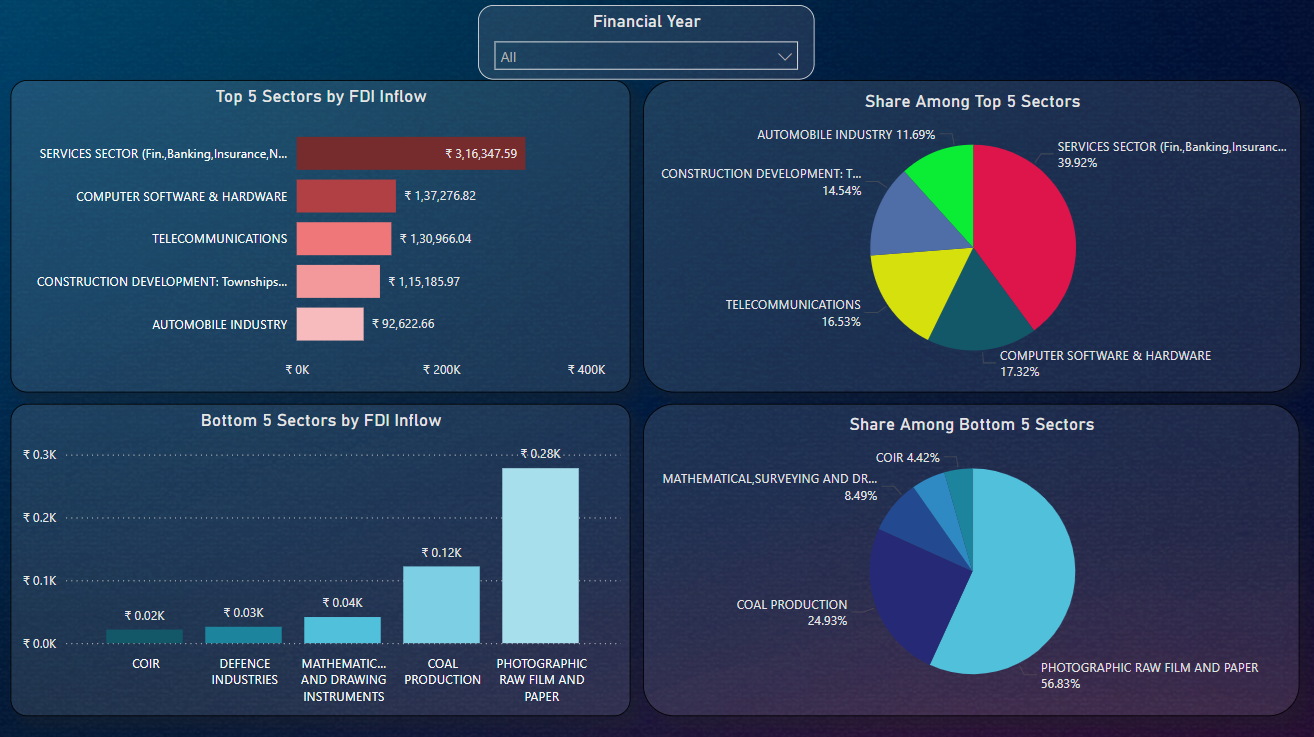 Financial Year
All
Top 5 Sectors by FDI Inflow
SERVICES SECTOR (Fin.,Banking,Insurance,N...
₹ 3,16,347.59
COMPUTER SOFTWARE & HARDWARE
₹ 1,37,276.82
TELECOMMUNICATIONS
₹ 1,30,966.04
CONSTRUCTION DEVELOPMENT: Townships...
₹ 1,15,185.97
AUTOMOBILE INDUSTRY
₹ 92,622.66
₹ 0K
₹ 200K
₹ 400K
Share Among Top 5 Sectors
AUTOMOBILE INDUSTRY 11.69%
SERVICES SECTOR (Fin.,Banking,Insuranc...
39.92%
CONSTRUCTION DEVELOPMENT: T...
14.54%
TELECOMMUNICATIONS
16.53%
COMPUTER SOFTWARE & HARDWARE
17.32%
Bottom 5 Sectors by FDI Inflow
₹ 0.3K
₹ 0.2K
₹ 0.1K
₹ 0.0K
₹ 0.02K
₹ 0.03K
₹ 0.04K
₹ 0.12K
₹ 0.28K
COIR
DEFENCE
INDUSTRIES
MATHEMATIC...
AND DRAWING
INSTRUMENTS
COAL
PRODUCTION
PHOTOGRAPHIC
RAW FILM AND
PAPER
Share Among Bottom 5 Sectors
COIR 4.42%
MATHEMATICAL,SURVEYING AND DR...
8.49%
COAL PRODUCTION
24.93%
PHOTOGRAPHIC RAW FILM AND PAPER
56.83%